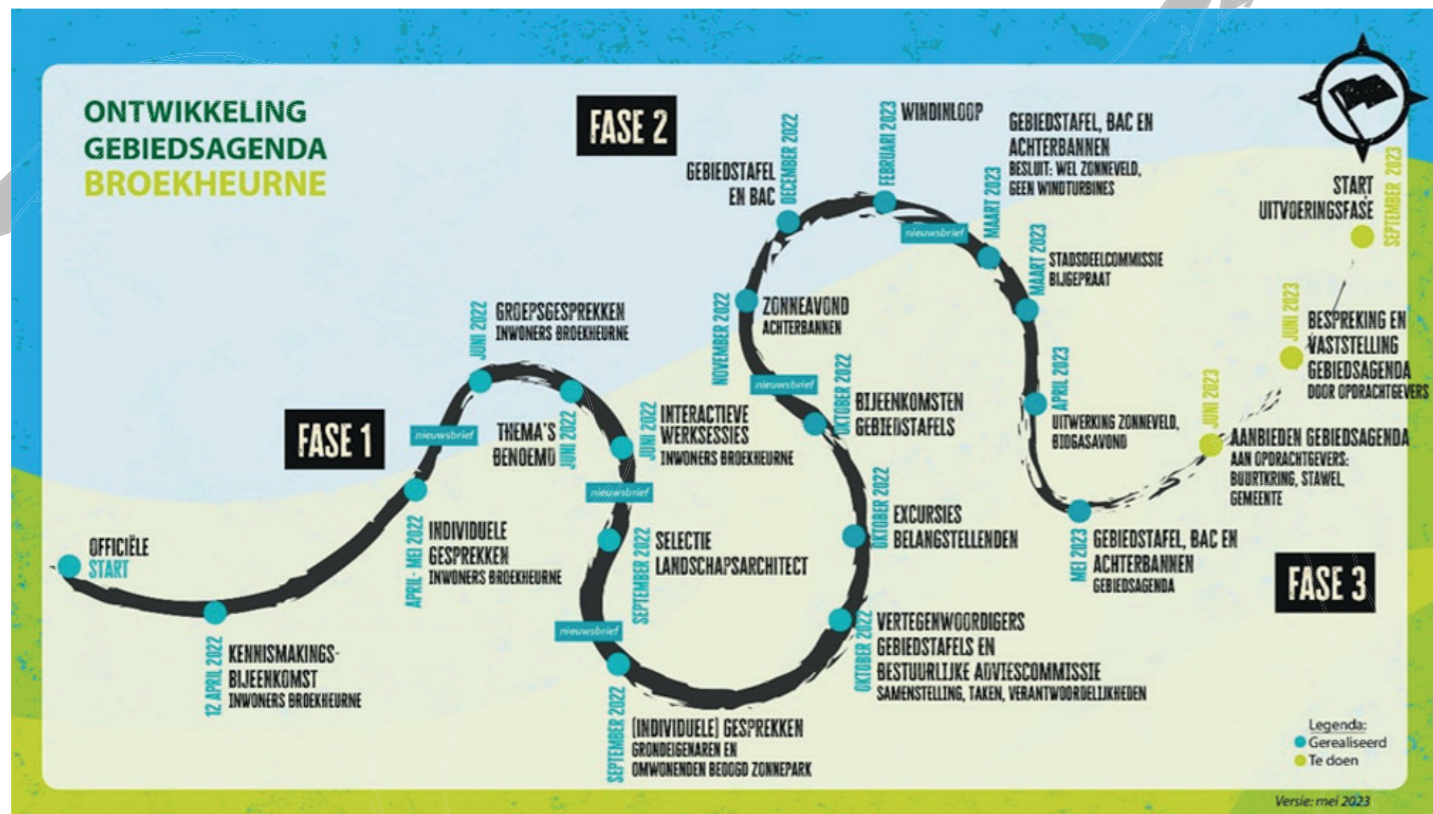 ONTWIKKELING
GEBIEDSAGENDA
BROEKHEURNE
FASE 1
OFFICIËLE
START
12 APRIL 2022
KENNISMAKINGS-
BIJEENKOMST
INWONERS BROEKHEURNE
APRIL- MEI 2022
INDIVIDUELE
GESPREKKEN
INWONERS BROEKHEURNE
nieuwsbrief
JUNI 2022
GROEPSGESPREKKEN
INWONERS BROEKHEURNE
THEMA'S
BENOEMD
JUNI 2022
JUNI 2022
INTERACTIEVE
WERKSESSIES
INWONERS BROEKHEURNE
nieuwsbrief
SEPTEMBER 2022
SELECTIE
LANDSCHAPSARCHITECT
nieuwsbrief
SEPTEMBER 2022
(INDIVIDUELE) GESPREKKEN
GRONDEIGENAREN EN
OMWONENDEN BEOOGD ZONNEPARK
FASE 2
OKTOBER 2022
VERTEGENWOORDIGERS
GEBIEDSTAFELS EN
BESTUURLIJKE ADVIESCOMMISSIE
SAMENSTELLING, TAKEN, VERANTWOORDELIJKHEDEN
OKTOBER 2022
EXCURSIES
BELANGSTELLENDEN
OKTOBER 2022
BIJEENKOMSTEN
GEBIEDSTAFELS
nieuwsbrief
NOVEMBER 2022
ZONNEAVOND
ACHTERBANNEN
GEBIEDSTAFEL
EN BAC
DECEMBER 2022
FEBRUARI 2023
WINDINLOOP
nieuwsbrief
MAART 2023
GEBIEDSTAFEL, BAC EN
ACHTERBANNEN
BESLUIT: WEL ZONNEVELD,
GEEN WINDTURBINES
MAART 2023
STADSDEELCOMMISSIE
BIJGEPRAAT
APRIL 2023
UITWERKING ZONNEVELD,
BIOGASAVOND
MEI 2023
GEBIEDSTAFEL, BAC EN
ACHTERBANNEN
GEBIEDSAGENDA
FASE 3
JUNI 2023
AANBIEDEN GEBIEDSAGENDA
AAN OPDRACHTGEVERS:
BUURTKRING, STAWEL,
GEMEENTE
JUNI 2023
BESPREKING EN
VASTSTELLING
GEBIEDSAGENDA
DOOR OPDRACHTGEVERS
START
UITVOERINGSFASE
SEPTEMBER 2023
Legenda:
Gerealiseerd
Te doen
Versie: mei 2023